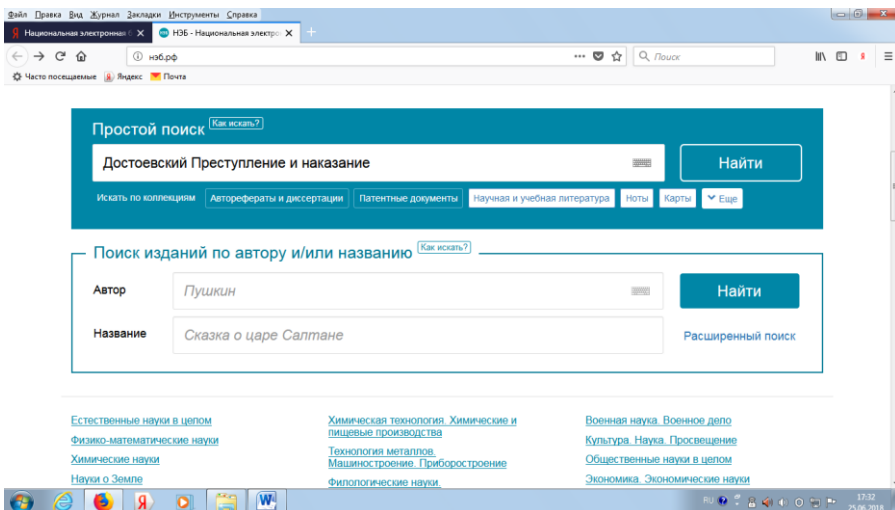 Файл Правка Вид Журнал Закладки Инструменты Справка
Национальная электронная б
НЭБ - Национальная электро
нэб.рф
Поиск
Часто посещаемые Яндекс Почта
Простой поиск Как искать?
Достоевский Преступление и наказание
Найти
Искать по коллекциям Авторефераты и диссертации Патентные документы Научная и учебная литература Ноты Карты Еще
Поиск изданий по автору и/или названию Как искать?
Автор Пушкин Найти
Название Сказка о царе Салтане Расширенный поиск
Естественные науки в целом
Физико-математические науки
Химические науки
Науки о Земле
Химическая технология. Химические и
пищевые производства
Технология металлов.
Машиностроение. Приборостроение
Филологические науки.
Военная наука. Военное дело
Культура. Наука. Просвещение
Общественные науки в целом
Экономика. Экономические науки
RU 17:32
25.06.2018